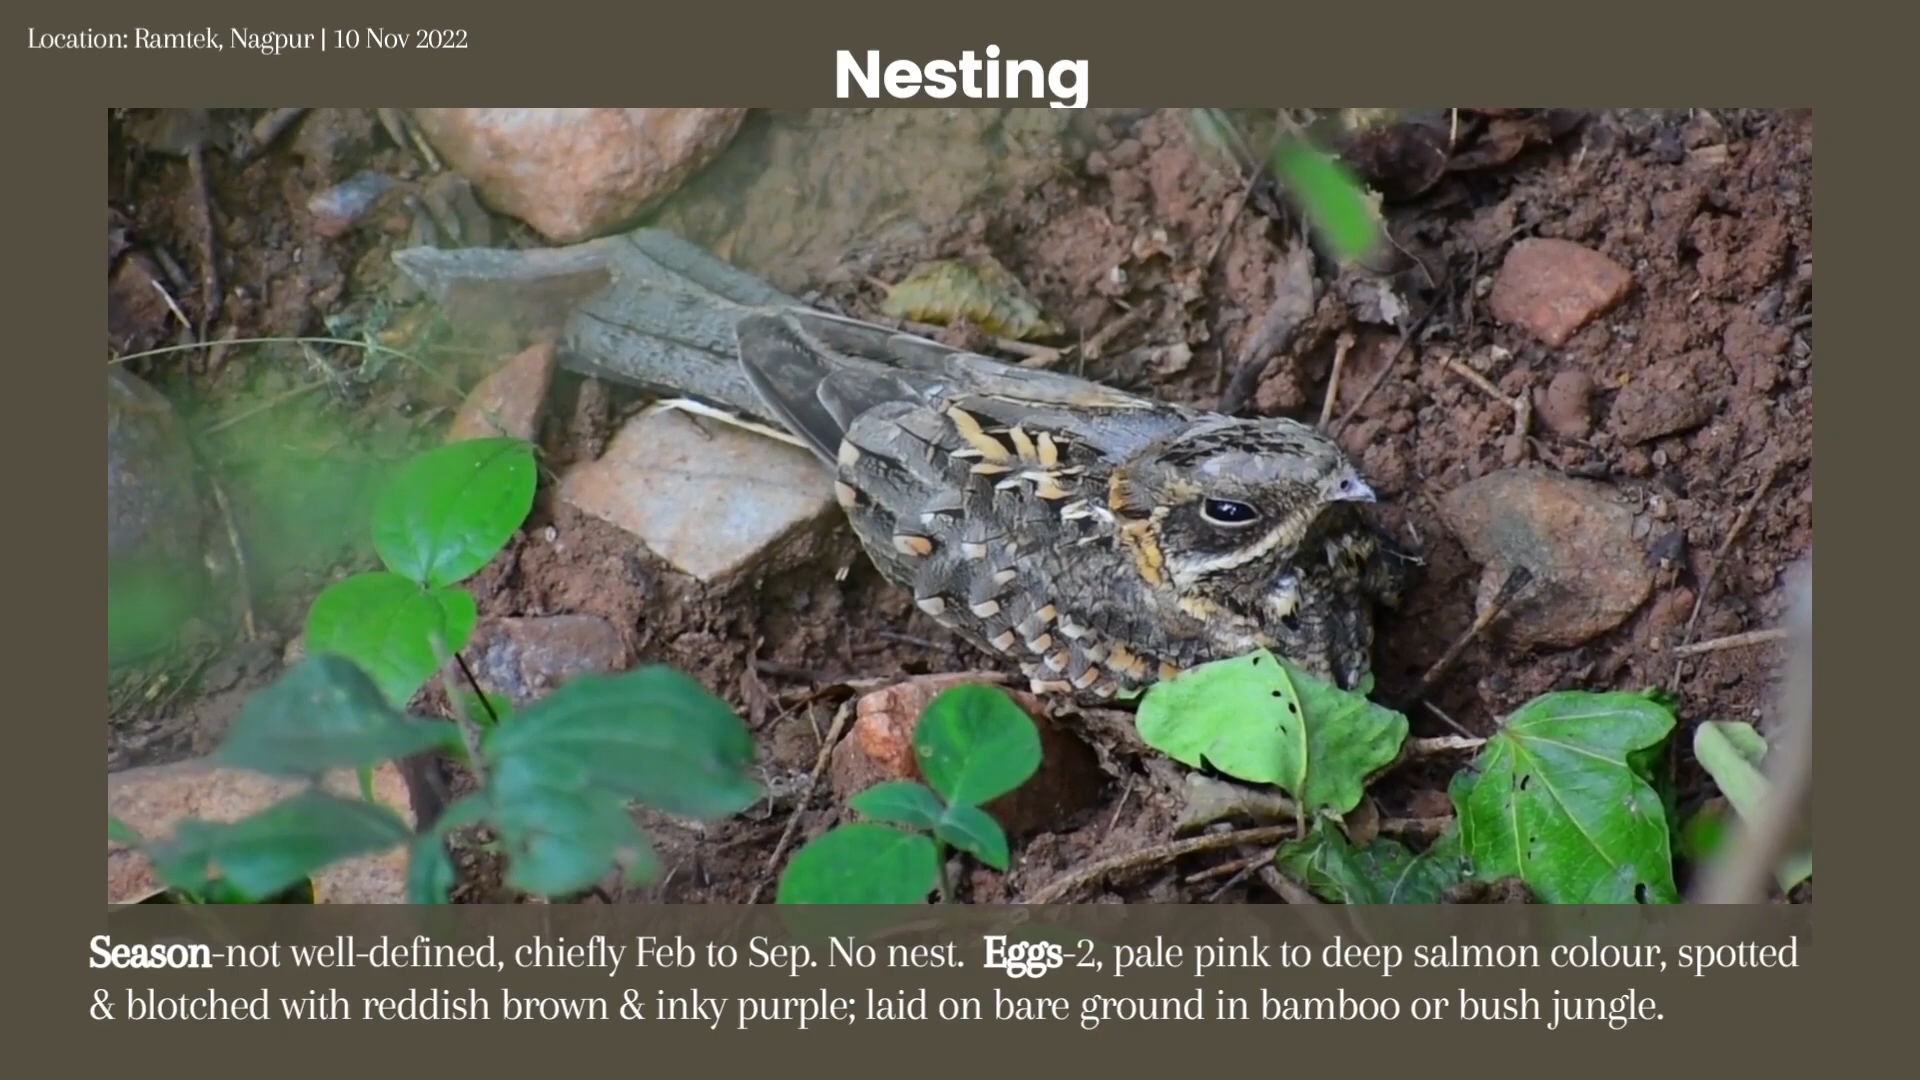 Location: Ramtek, Nagpur | 10 Nov 2022
Nesting
Season-not well-defined, chiefly Feb to Sep. No nest. Eggs-2, pale pink to deep salmon colour, spotted
& blotched with reddish brown & inky purple; laid on bare ground in bamboo or bush jungle.